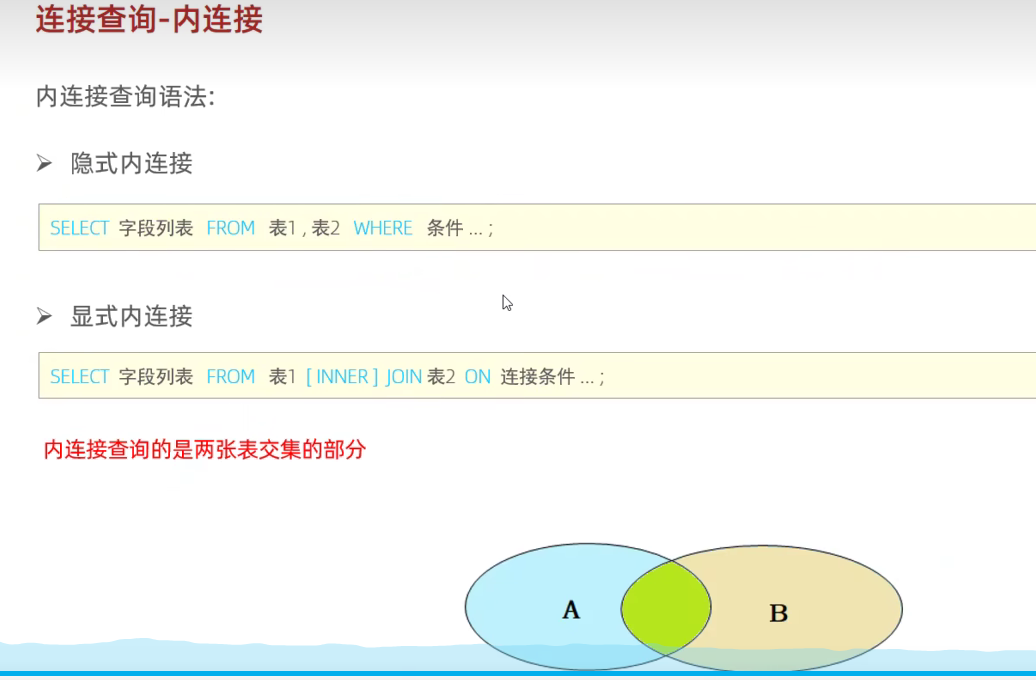 连接查询-内连接
内连接查询语法:
➢ 隐式内连接
SELECT 字段列表 FROM 表1 , 表2 WHERE 条件 ... ;
➢ 显式内连接
SELECT 字段列表 FROM 表1 [ INNER ] JOIN 表2 ON 连接条件 ... ;
内连接查询的是两张表交集的部分
A B